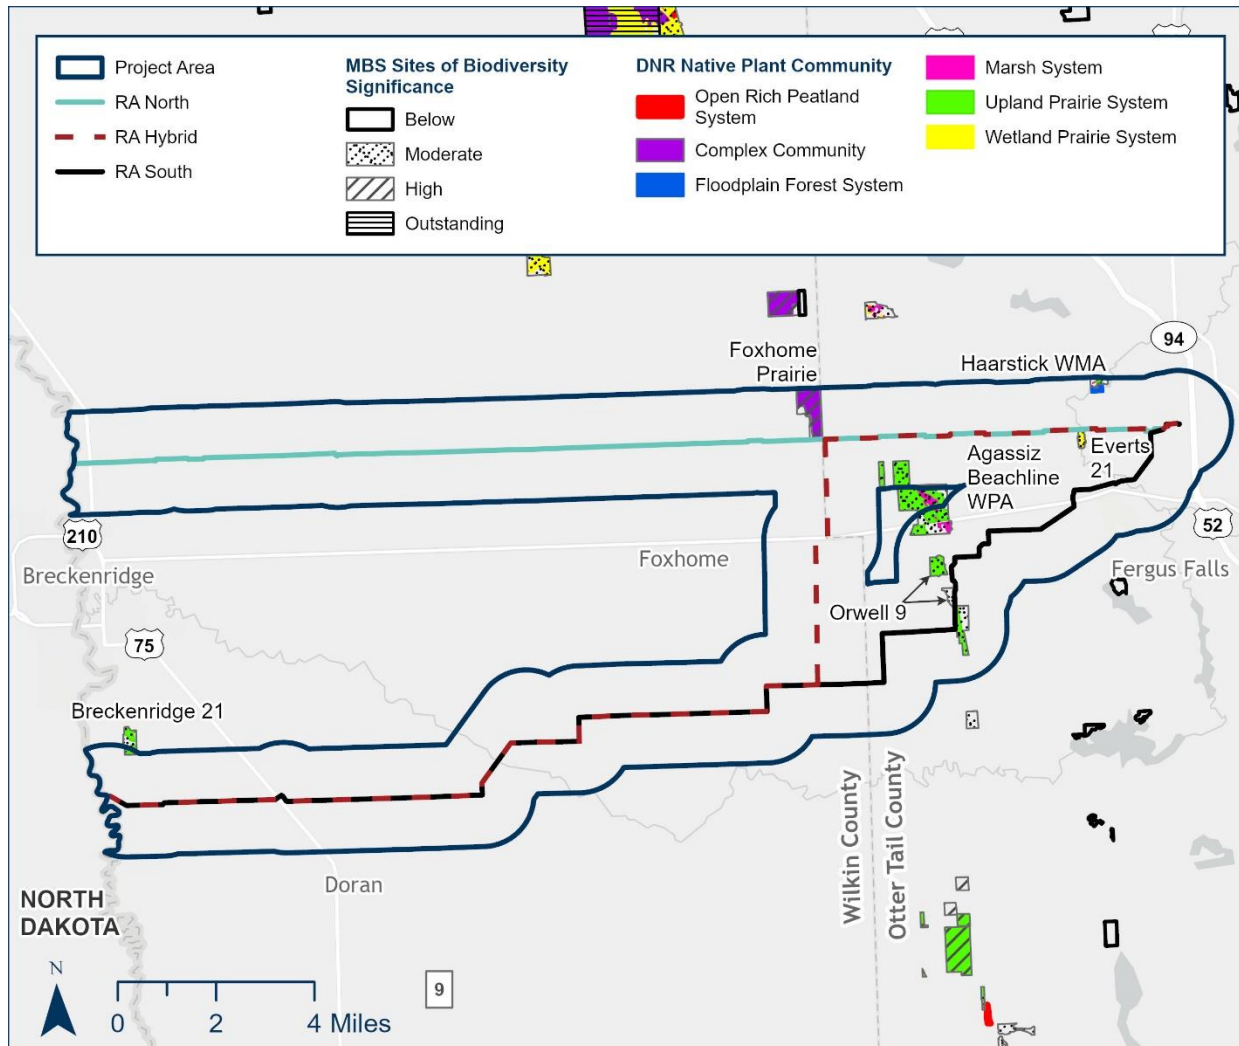 Project Area
RA North
RA Hybrid
RA South
MBS Sites of Biodiversity
Significance
Below
Moderate
High
Outstanding
DNR Native Plant Community
Open Rich Peatland
System
Complex Community
Floodplain Forest System
Marsh System
Upland Prairie System
Wetland Prairie System
94
Foxhome
Prairie
Haarstick WMA
Agassiz
Beachline
WPA
Everts
21
210
52
Breckenridge
Foxhome
Fergus Falls
Orwell 9
75
Breckenridge 21
Wilkin County
Otter Tail County
Doran
NORTH
DAKOTA
N
9
0 2 4 Miles